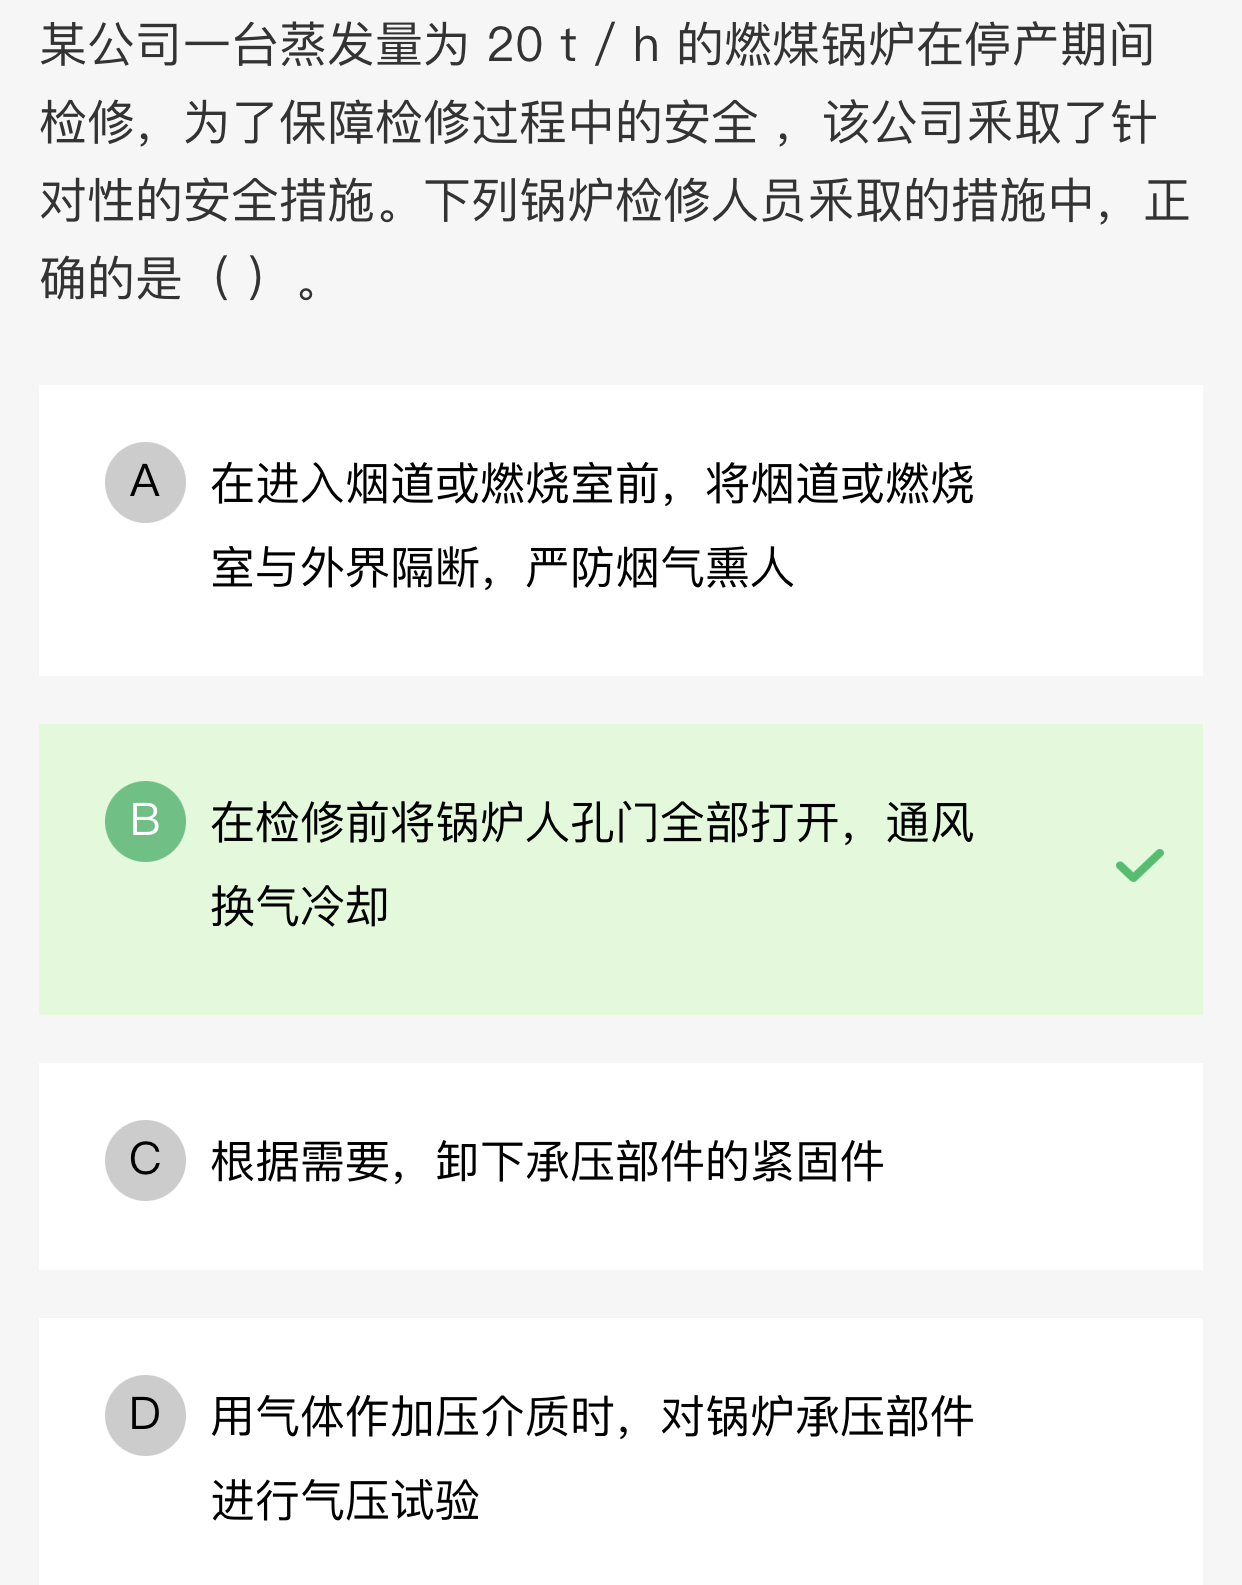 某公司一台蒸发量为 20 t / h 的燃煤锅炉在停产期间
检修，为了保障检修过程中的安全 ，该公司釆取了针
对性的安全措施。下列锅炉检修人员釆取的措施中，正
确的是（ ）。
A 在进入烟道或燃烧室前，将烟道或燃烧
室与外界隔断，严防烟气熏人
B 在检修前将锅炉人孔门全部打开，通风
换气冷却
C 根据需要，卸下承压部件的紧固件
D 用气体作加压介质时，对锅炉承压部件
进行气压试验